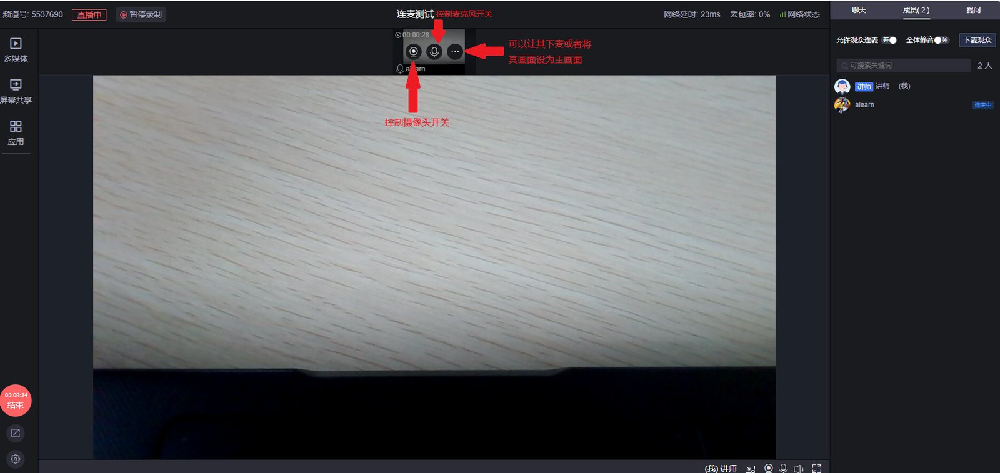 频道号: 5537690 直播中 暂停录制 连麦测试 控制麦克风开关 网络延时: 23ms 丢包率: 0% 网络状态
聊天 成员( 2 ) 提问
00:00:28
可以让其下麦或者将
其画面设为主画面
alearn
控制摄像头开关
多媒体
屏幕共享
应用
允许观众连麦 开 全体静音 关 下麦观众
可搜索关键词 2 人
讲师 讲师 (我)
alearn 连麦中
00:09:34
结束
(我) 讲师